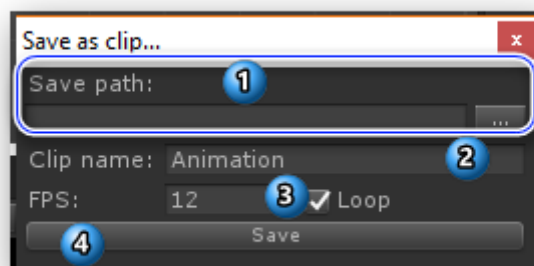 Save as clip... x
Save path: 1
...
Clip name: Animation 2
FPS: 12 3 Loop
4 Save